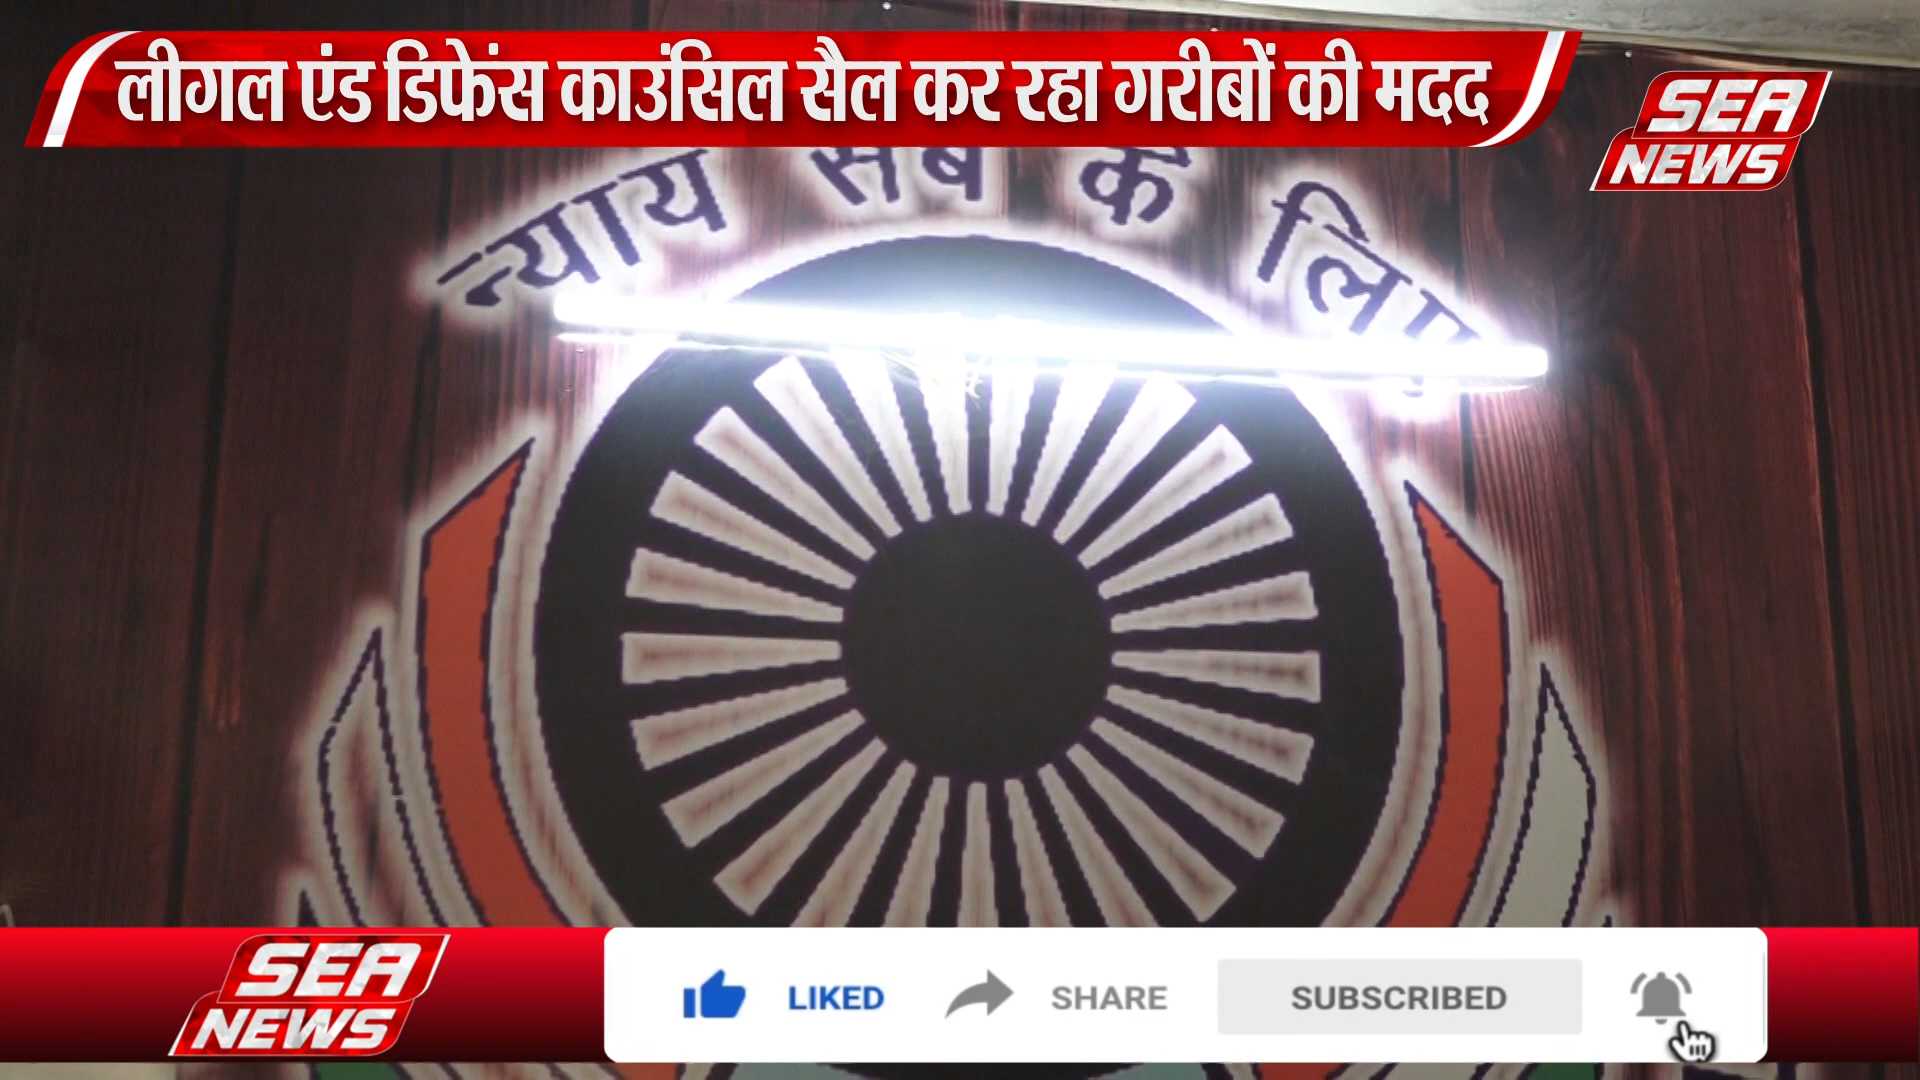 लीगल एंड डिफेंस काउंसिल सैल कर रहा गरीबों की मदद
SEA
NEWS
न्याय सब के लिए
SEA
NEWS
LIKED SHARE SUBSCRIBED